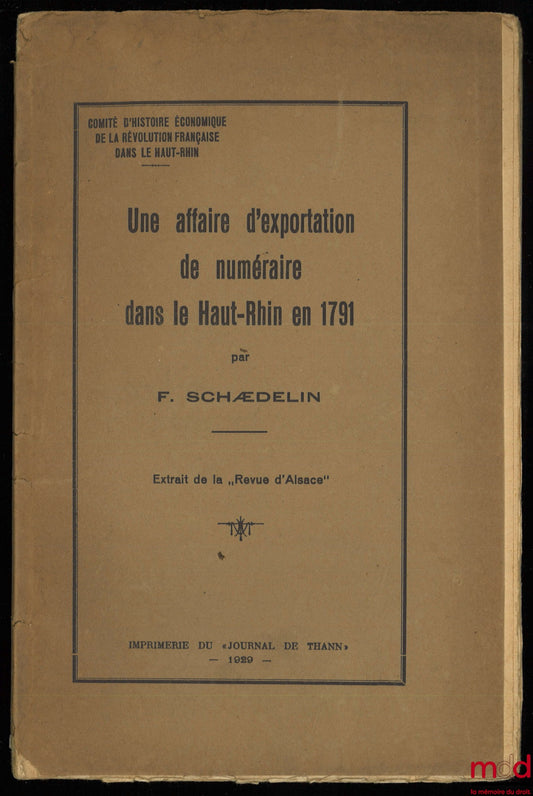 COMITÉ D'HISTOIRE ÉCONOMIQUE
DE LA RÉVOLUTION FRANÇAISE
DANS LE HAUT-RHIN
Une affaire d'exportation
de numéraire
dans le Haut-Rhin en 1791
par
F. SCHÆDELIN
Extrait de la „Revue d'Alsace"
IMPRIMERIE DU «JOURNAL DE THANN»
— 1929 —
mdd
la mémoire du droit